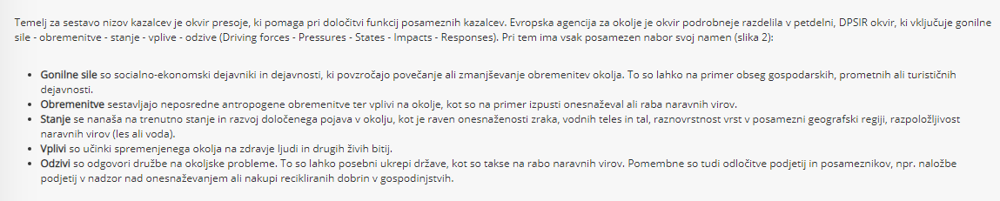 Temelj za sestavo nizov kazalcev je okvir presoje, ki pomaga pri določitvi funkcij posameznih kazalcev. Evropska agencija za okolje je okvir podrobneje razdelila v petdelni, DPSIR okvir, ki vključuje gonilne
sile - obremenitve - stanje - vplive - odzive (Driving forces - Pressures - States - Impacts - Responses). Pri tem ima vsak posamezen nabor svoj namen (slika 2):
• Gonilne sile so socialno-ekonomski dejavniki in dejavnosti, ki povzročajo povečanje ali zmanjševanje obremenitev okolja. To so lahko na primer obseg gospodarskih, prometnih ali turističnih
dejavnosti.
• Obremenitve sestavljajo neposredne antropogene obremenitve ter vplivi na okolje, kot so na primer izpusti onesnaževal ali raba naravnih virov.
• Stanje se nanaša na trenutno stanje in razvoj določenega pojava v okolju, kot je raven onesnaženosti zraka, vodnih teles in tal, raznovrstnost vrst v posamezni geografski regiji, razpoložljivost
naravnih virov (les ali voda).
• Vplivi so učinki spremenjenega okolja na zdravje ljudi in drugih živih bitij.
• Odzivi so odgovori družbe na okoljske probleme. To so lahko posebni ukrepi države, kot so takse na rabo naravnih virov. Pomembne so tudi odločitve podjetij in posameznikov, npr. naložbe
podjetij v nadzor nad onesnaževanjem ali nakupi recikliranih dobrin v gospodinjstvih.